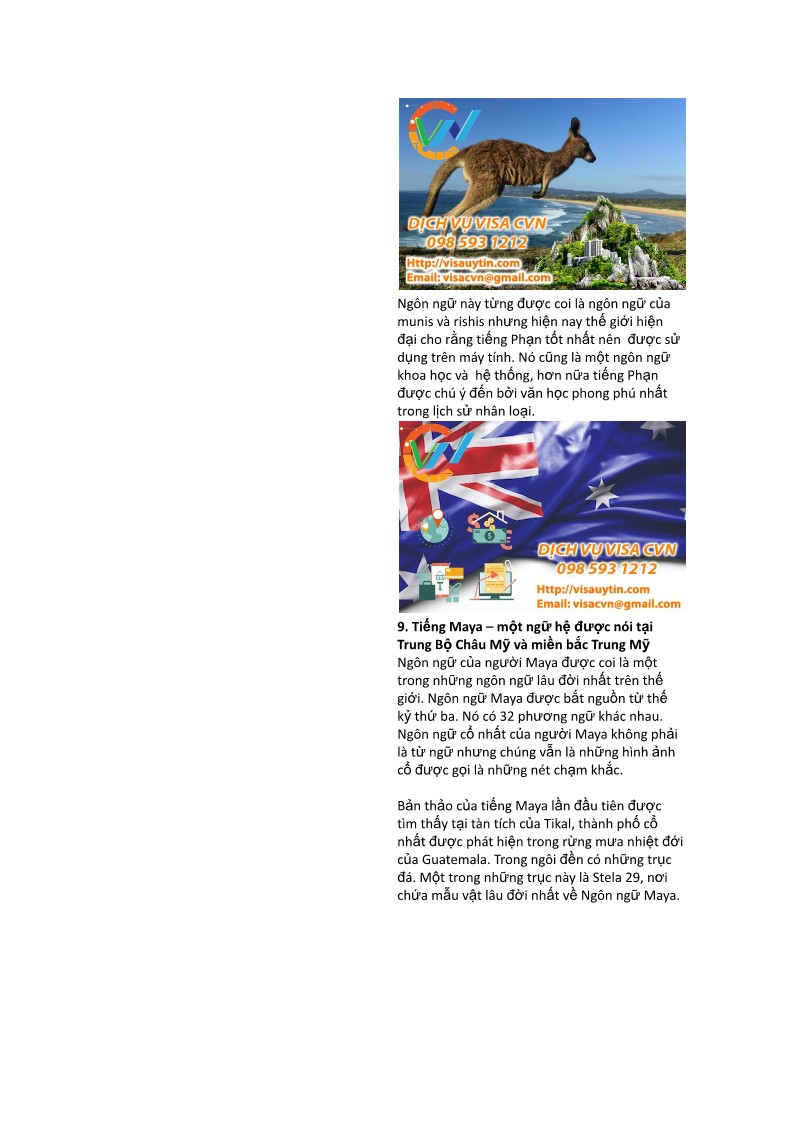 DỊCH VỤ VISA CVN
098 593 1212
Http://visauytin.com
Email: visacvn@gmail.com
Ngôn ngữ này từng được coi là ngôn ngữ của
munis và rishis nhưng hiện nay thế giới hiện
đại cho rằng tiếng Phạn tốt nhất nên  được sử
dụng trên máy tính. Nó cũng là một ngôn ngữ
khoa học và  hệ thống, hơn nữa tiếng Phạn
được chú ý đến bởi văn học phong phú nhất
trong lịch sử nhân loại.
DỊCH VỤ VISA CVN
098 593 1212
Http://visauytin.com
Email: visacvn@gmail.com
9. Tiếng Maya – một ngữ hệ được nói tại
Trung Bộ Châu Mỹ và miền bắc Trung Mỹ
Ngôn ngữ của người Maya được coi là một
trong những ngôn ngữ lâu đời nhất trên thế
giới. Ngôn ngữ Maya được bắt nguồn từ thế
kỷ thứ ba. Nó có 32 phương ngữ khác nhau.
Ngôn ngữ cổ nhất của người Maya không phải
là từ ngữ nhưng chúng vẫn là những hình ảnh
cổ được gọi là những nét chạm khắc.
Bản thảo của tiếng Maya lần đầu tiên được
tìm thấy tại tàn tích của Tikal, thành phố cổ
nhất được phát hiện trong rừng mưa nhiệt đới
của Guatemala. Trong ngôi đền có những trục
đá. Một trong những trục này là Stela 29, nơi
chứa mẫu vật lâu đời nhất về Ngôn ngữ Maya.